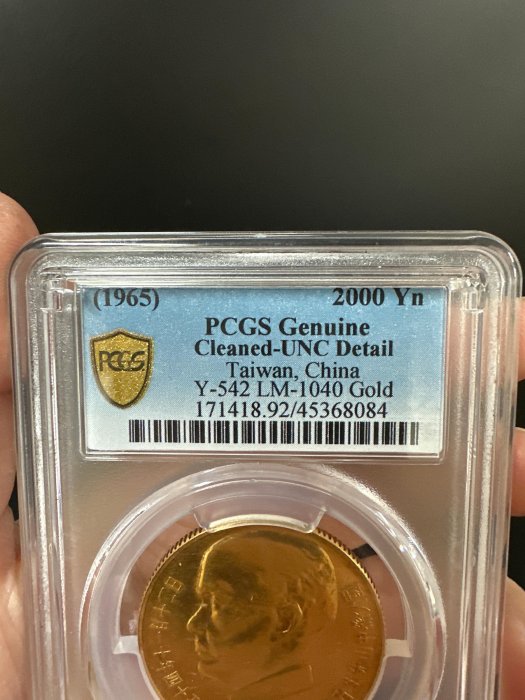 (1965) 2000 Yn
PCGS Genuine
Cleaned-UNC Detail
Taiwan, China
Y-542 LM-1040 Gold
171418.92/45368084
PCGS